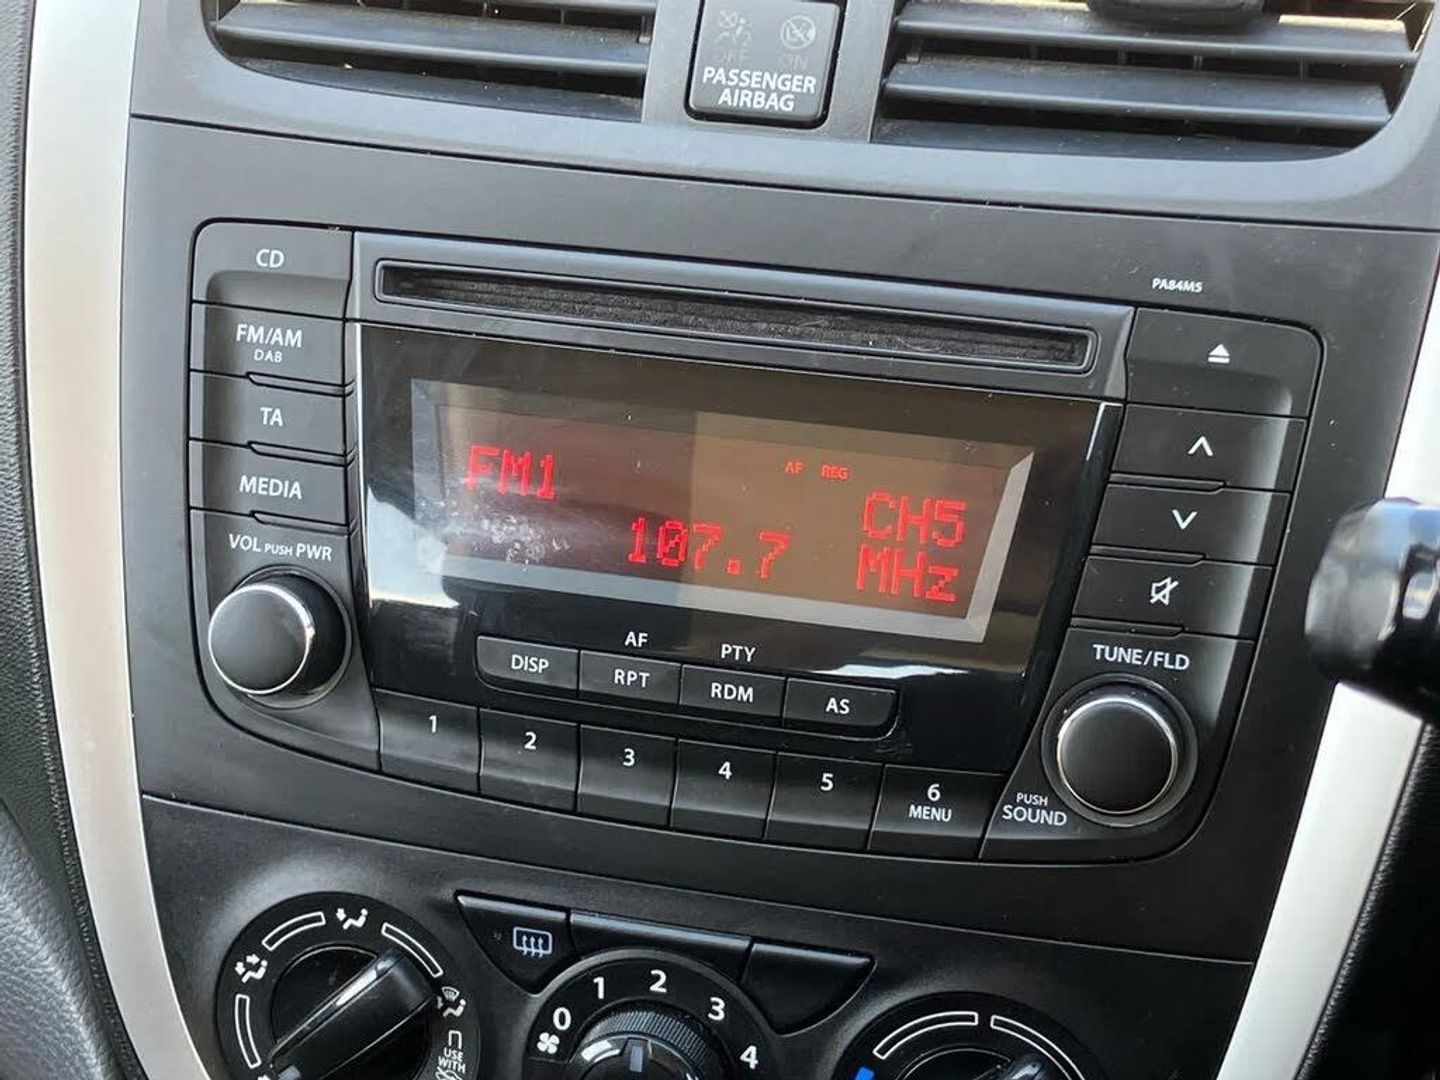 OFF ON
PASSENGER
AIRBAG
CD
PA84M5
FM/AM
DAB
TA
MEDIA
VOL PUSH PWR
FM1
AF REG
CH5
107.7
MHz
AF
PTY
DISP
RPT
RDM
AS
TUNE/FLD
1
2
3
4
5
6
MENU
PUSH
SOUND
0
1
2
3
4
USE
WITH